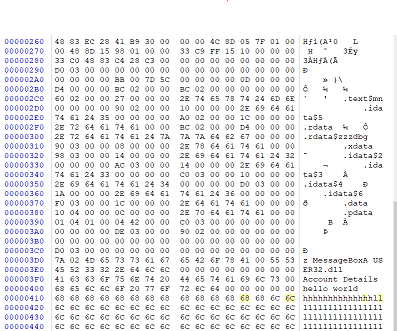 00000260 48 83 EC 28 41 B9 30 00 00 00 4C 8D 05 7F 01 00 Hƒì(A¹0 L
00000270 00 48 8D 15 98 01 00 00 33 C9 FF 15 10 00 00 00 H ˜ 3Éÿ
00000280 33 C0 48 83 C4 28 C3 00 00 00 00 00 00 00 00 00 3ÀHƒÄ(Ã
00000290 D0 03 00 00 00 00 00 00 00 00 00 00 00 00 00 00 Ð
000002A0 00 00 00 00 BB 00 7D 5C 00 00 00 00 0D 00 00 00 » }\
000002B0 D4 00 00 00 BC 02 00 00 BC 02 00 00 00 00 00 00 Ô ¼ ¼
000002C0 60 02 00 00 27 00 00 00 2E 74 65 78 74 24 6D 6E ` ' .text$mn
000002D0 00 00 00 00 90 02 00 00 10 00 00 00 2E 69 64 61 .ida
000002E0 74 61 24 35 00 00 00 00 A0 02 00 00 1C 00 00 00 ta$5
000002F0 2E 72 64 61 74 61 00 00 BC 02 00 00 D4 00 00 00 .rdata ¼ Ô
00000300 2E 72 64 61 74 61 24 7A 7A 7A 64 62 67 00 00 00 .rdata$zzzdbg
00000310 90 03 00 00 08 00 00 00 2E 78 64 61 74 61 00 00 .xdata
00000320 98 03 00 00 14 00 00 00 2E 69 64 61 74 61 24 32 ˜ .idata$2
00000330 00 00 00 00 AC 03 00 00 14 00 00 00 2E 69 64 61 ¬ .ida
00000340 74 61 24 33 00 00 00 00 C0 03 00 00 10 00 00 00 ta$3 À
00000350 2E 69 64 61 74 61 24 34 00 00 00 00 D0 03 00 00 .idata$4 Ð
00000360 1A 00 00 00 2E 69 64 61 74 61 24 36 00 00 00 00 .idata$6
00000370 F0 03 00 00 1C 00 00 00 2E 64 61 74 61 00 00 00 ð .data
00000380 10 04 00 00 0C 00 00 00 2E 70 64 61 74 61 00 00 .pdata
00000390 01 04 01 00 04 42 00 00 C0 03 00 00 00 00 00 00 B À
000003A0 00 00 00 00 DE 03 00 00 90 02 00 00 00 00 00 00 Þ
000003B0 00 00 00 00 00 00 00 00 00 00 00 00 00 00 00 00
000003C0 D0 03 00 00 00 00 00 00 00 00 00 00 00 00 00 00 Ð
000003D0 7A 02 4D 65 73 73 61 67 65 42 6F 78 41 00 55 53 z MessageBoxA US
000003E0 45 52 33 32 2E 64 6C 6C 00 00 00 00 00 00 00 00 ER32.dll
000003F0 41 63 63 6F 75 6E 74 20 44 65 74 61 69 6C 73 00 Account Details
00000400 68 65 6C 6C 6F 20 77 6F 72 6C 64 00 00 00 00 00 hello world
00000410 68 68 68 68 68 68 68 68 68 68 68 68 68 68 6C 6C hhhhhhhhhhhhhhll
00000420 6C 6C 6C 6C 6C 6C 6C 6C 6C 6C 6C 6C 6C 6C 6C 6C llllllllllllllll
00000430 6C 6C 6C 6C 6C 6C 6C 6C 6C 6C 6C 6C 6C 6C 6C 6C llllllllllllllll
00000440 6C 6C 6C 6C 6C 6C 6C 6C 6C 6C 6C 6C 6C 6C 6C 6C llllllllllllllll